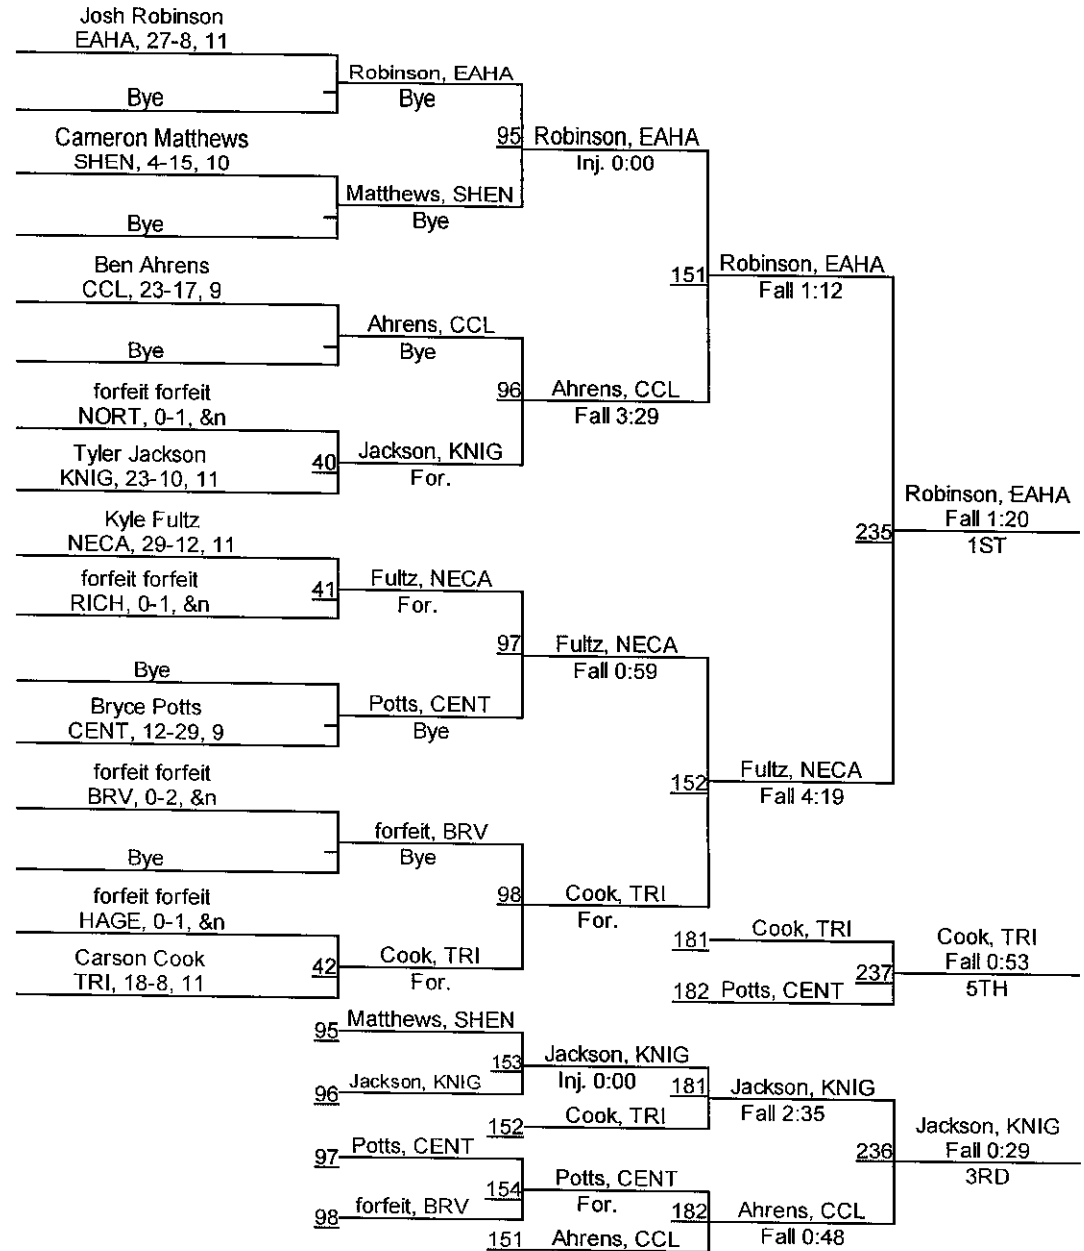 Josh Robinson
EAHA, 27-8, 11
Bye
Cameron Matthews
SHEN, 4-15, 10
Bye
Ben Ahrens
CCL, 23-17, 9
Bye
forfeit forfeit
NORT, 0-1, &n
Tyler Jackson
KNIG, 23-10, 11
Kyle Fultz
NECA, 29-12, 11
forfeit forfeit
RICH, 0-1, &n
Bye
Bryce Potts
CENT, 12-29, 9
forfeit forfeit
BRV, 0-2, &n
Bye
forfeit forfeit
HAGE, 0-1, &n
Carson Cook
TRI, 18-8, 11
Robinson, EAHA
Bye
Matthews, SHEN
Bye
Ahrens, CCL
Bye
40
Jackson, KNIG
For.
41
Fultz, NECA
For.
Potts, CENT
Bye
forfeit, BRV
Bye
42
Cook, TRI
For.
95
Robinson, EAHA
Inj. 0:00
96
Ahrens, CCL
Fall 3:29
97
Fultz, NECA
Fall 0:59
98
Cook, TRI
For.
151
Robinson, EAHA
Fall 1:12
152
Fultz, NECA
Fall 4:19
235
Robinson, EAHA
Fall 1:20
1ST
181
Cook, TRI
182
Potts, CENT
237
Cook, TRI
Fall 0:53
5TH
95
Matthews, SHEN
96
Jackson, KNIG
97
Potts, CENT
98
forfeit, BRV
153
Jackson, KNIG
Inj. 0:00
152
Cook, TRI
154
Potts, CENT
For.
151
Ahrens, CCL
181
Jackson, KNIG
Fall 2:35
182
Ahrens, CCL
Fall 0:48
236
Jackson, KNIG
Fall 0:29
3RD